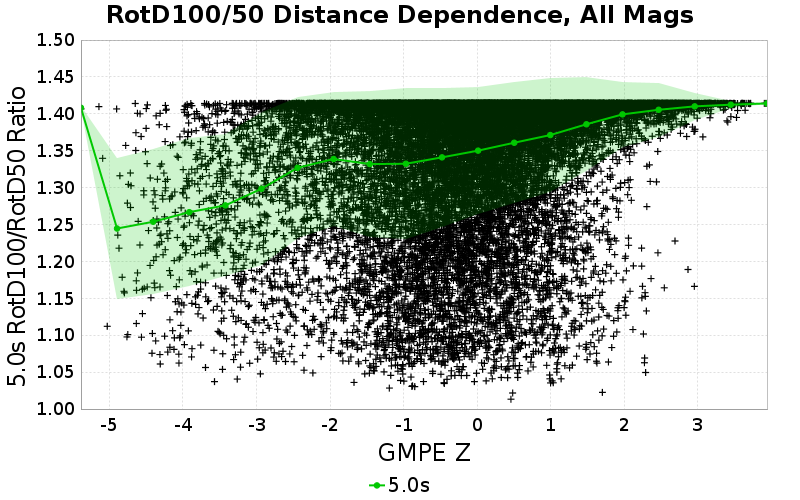 RotD100/50 Distance Dependence, All Mags
5.0s RotD100/RotD50 Ratio
1.50
1.45
1.40
1.35
1.30
1.25
1.20
1.15
1.10
1.05
1.00
-5 -4 -3 -2 -1 0 1 2 3
GMPE Z
5.0s